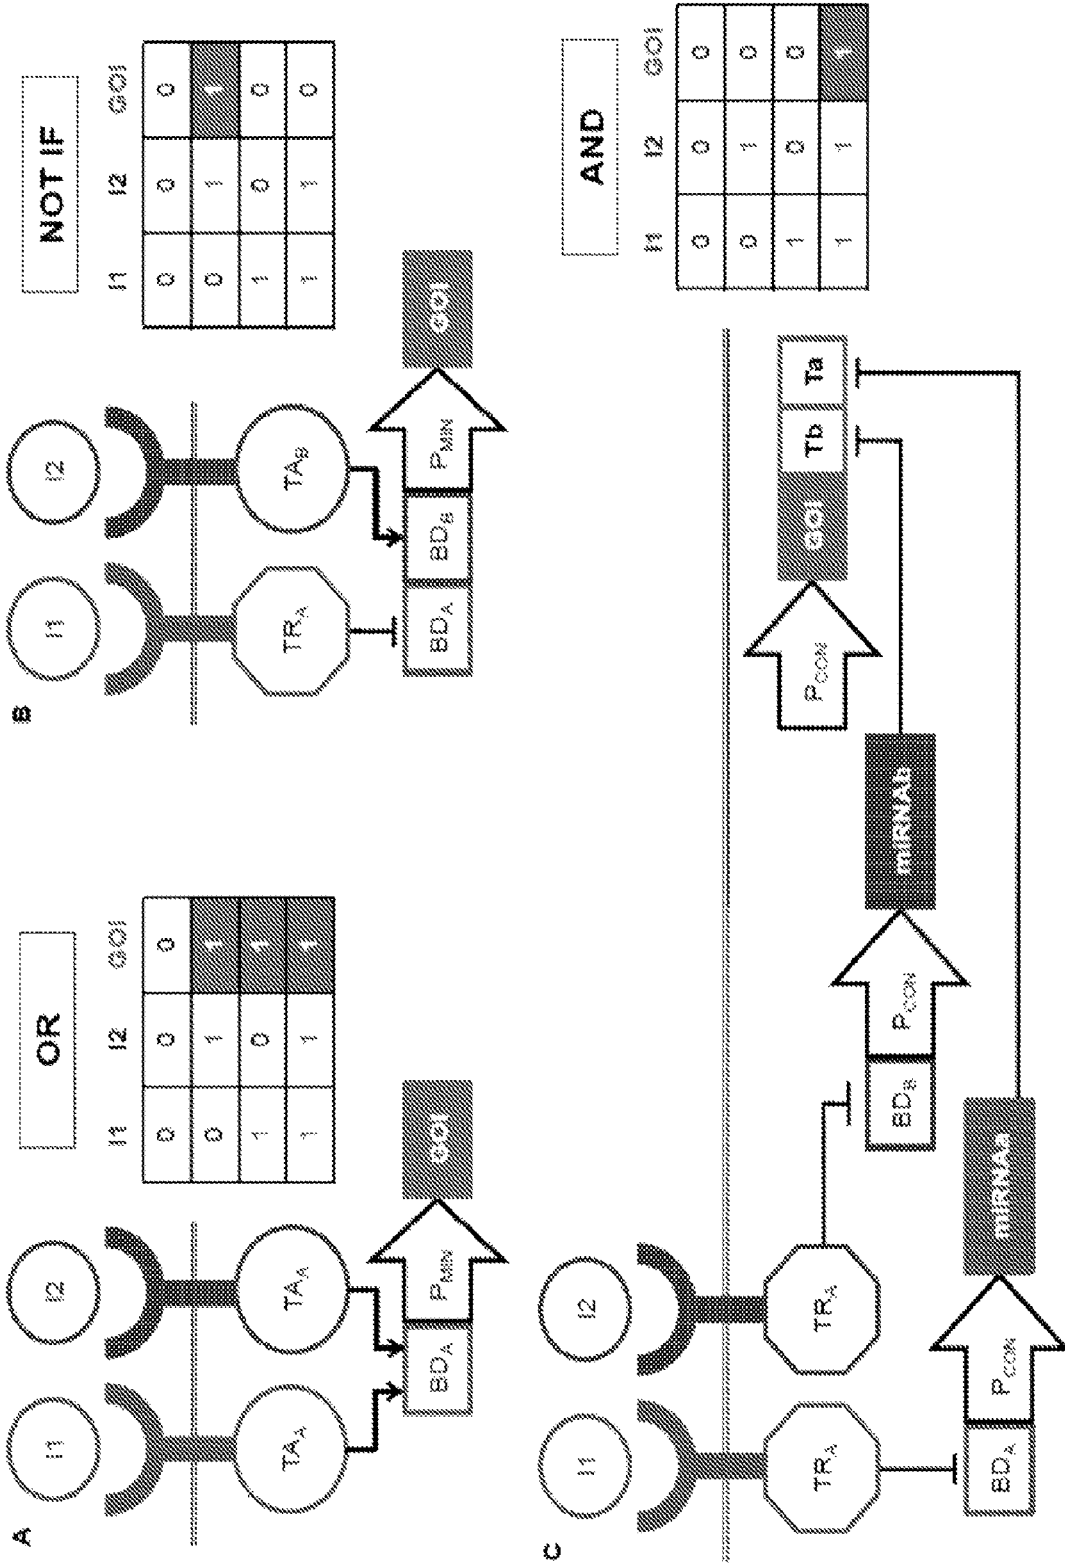 A
OR
I1 I2 GOI
0 0 0
0 1 1
1 0 1
1 1 1
I1 I2
TA_A TA_A
BD_A P_MIN GOI
B
NOT IF
I1 I2 GOI
0 0 0
0 1 1
1 0 0
1 1 0
I1 I2
TR_A TA_B
BD_A BD_B P_MIN GOI
C
AND
I1 I2 GOI
0 0 0
0 1 0
1 0 0
1 1 1
I1 I2
TR_A TR_A
P_CON GOI Tb Ta
BD_B P_CON miRNAb
BD_A P_CON miRNAa